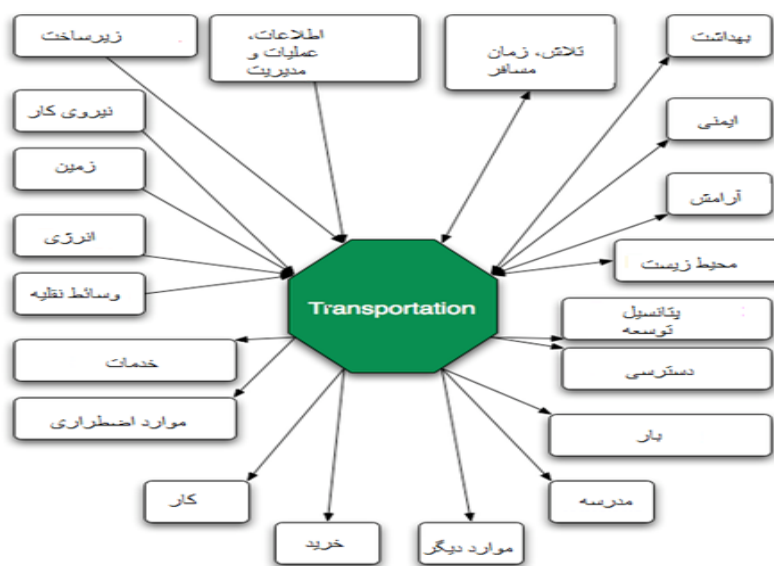 زیرساخت
اطلاعات،
عملیات و
مدیریت
تلاش، زمان
مسافر
بهداشت
نیروی کار
ایمنی
زمین
آرامش
انرژی
محیط زیست
وسائط نقلیه
Transportation
پتانسیل
توسعه
خدمات
دسترسی
موارد اضطراری
بار
کار
مدرسه
خرید
موارد دیگر